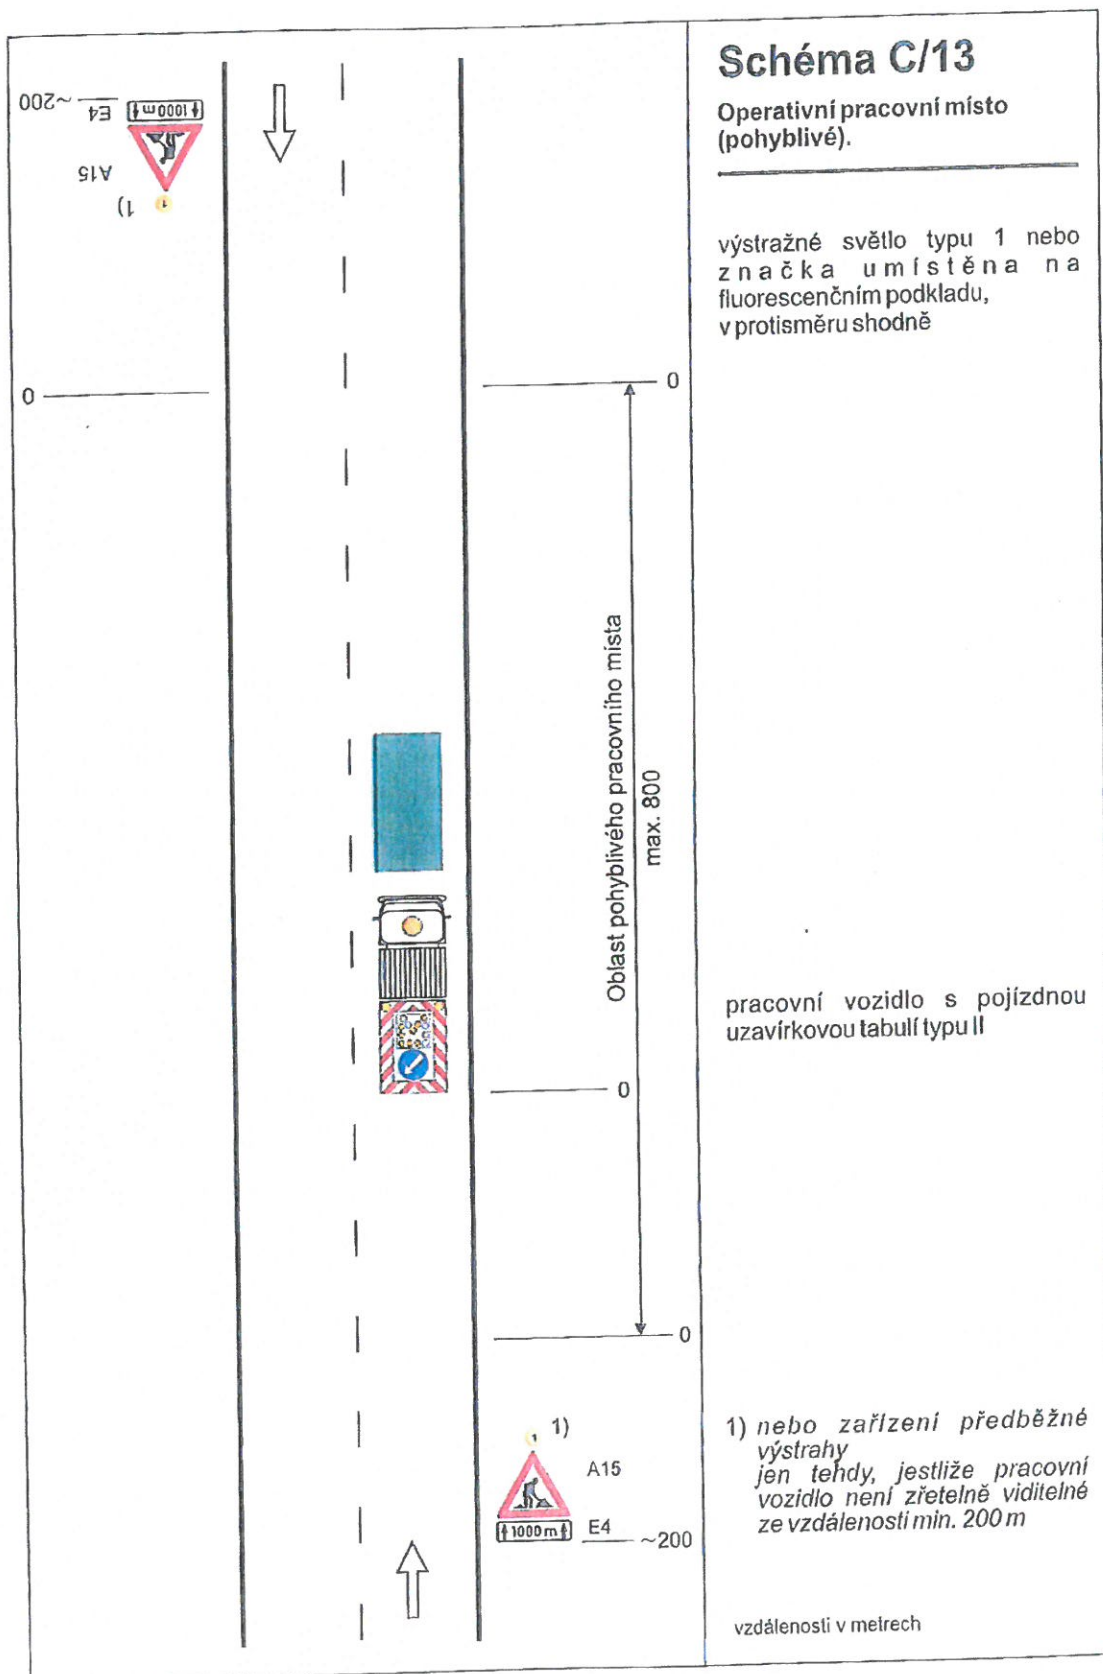 Schéma C/13
Operativní pracovní místo
(pohyblivé).
výstražné světlo typu 1 nebo
značka umístěna na
fluorescenčním podkladu,
v protisměru shodně
~200
E4
1000 m
A15
1)
1
0
0
Oblast pohyblivého pracovního místa
max. 800
pracovní vozidlo s pojízdnou
uzavírkovou tabulí typu II
0
0
1)
1
A15
1000 m
E4
~200
1) nebo zařízení předběžné
výstrahy
jen tehdy, jestliže pracovní
vozidlo není zřetelně viditelné
ze vzdálenosti min. 200 m
vzdálenosti v metrech